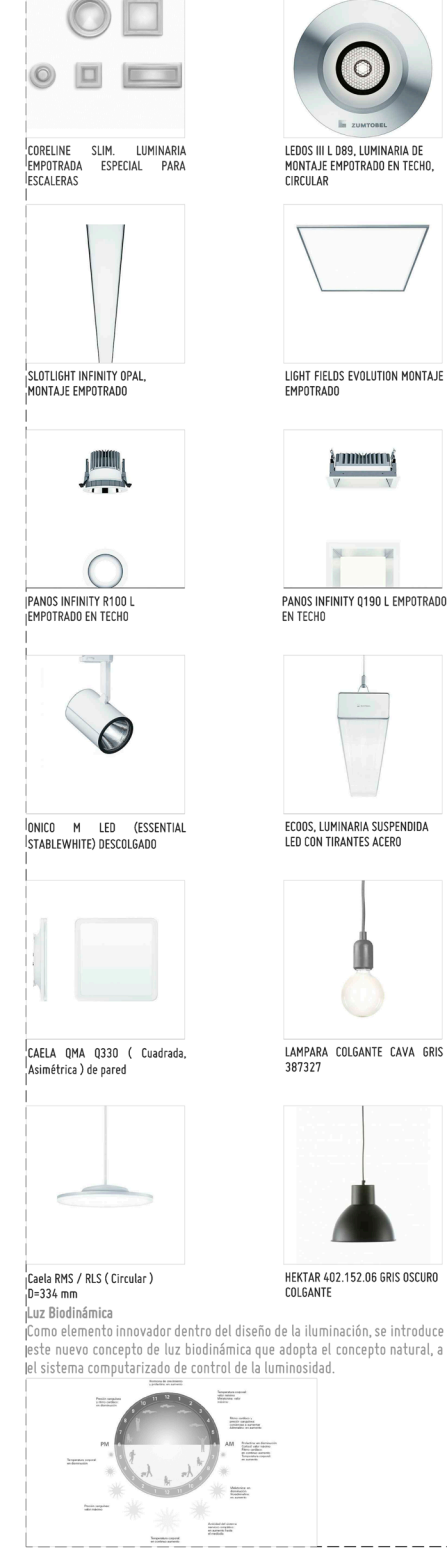 ZUMTOBEL
CORELINE SLIM. LUMINARIA
EMPOTRADA ESPECIAL PARA
ESCALERAS
LEDOS III L D89, LUMINARIA DE
MONTAJE EMPOTRADO EN TECHO,
CIRCULAR
SLOTLIGHT INFINITY OPAL,
MONTAJE EMPOTRADO
LIGHT FIELDS EVOLUTION MONTAJE
EMPOTRADO
PANOS INFINITY R100 L
EMPOTRADO EN TECHO
PANOS INFINITY Q190 L EMPOTRADO
EN TECHO
ONICO M LED (ESSENTIAL
STABLEWHITE) DESCOLGADO
ECOOS, LUMINARIA SUSPENDIDA
LED CON TIRANTES ACERO
CAELA QMA Q330 ( Cuadrada,
Asimétrica ) de pared
LAMPARA COLGANTE CAVA GRIS
387327
Caela RMS / RLS ( Circular )
D=334 mm
HEKTAR 402.152.06 GRIS OSCURO
COLGANTE
Luz Biodinámica
Como elemento innovador dentro del diseño de la iluminación, se introduce
este nuevo concepto de luz biodinámica que adopta el concepto natural, a
el sistema computarizado de control de la luminosidad.
PM
AM